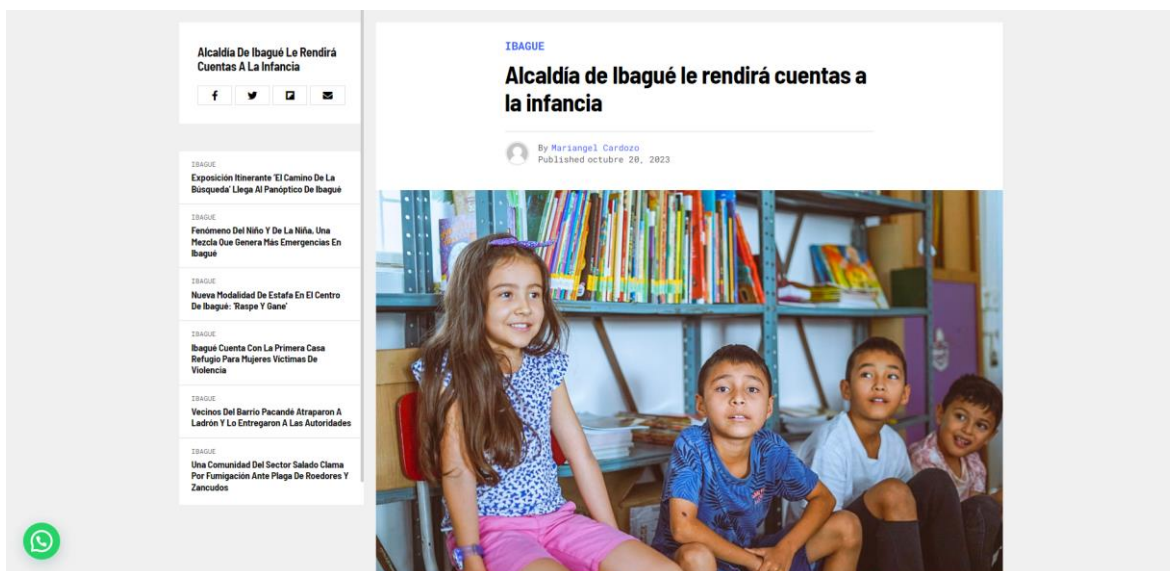 Alcaldía De Ibagué Le Rendirá
Cuentas A La Infancia
IBAGUE
Exposición Itinerante 'El Camino De La
Búsqueda' Llega Al Panóptico De Ibagué
IBAGUE
Fenómeno Del Niño Y De La Niña, Una
Mezcla Que Genera Más Emergencias En
Ibagué
IBAGUE
Nueva Modalidad De Estafa En El Centro
De Ibagué: 'Raspe Y Gane'
IBAGUE
Ibagué Cuenta Con La Primera Casa
Refugio Para Mujeres Víctimas De
Violencia
IBAGUE
Vecinos Del Barrio Pacandé Atraparon A
Ladrón Y Lo Entregaron A Las Autoridades
IBAGUE
Una Comunidad Del Sector Salado Clama
Por Fumigación Ante Plaga De Roedores Y
Zancudos
IBAGUE
Alcaldía de Ibagué le rendirá cuentas a
la infancia
By Mariangel Cardozo
Published octubre 20, 2023